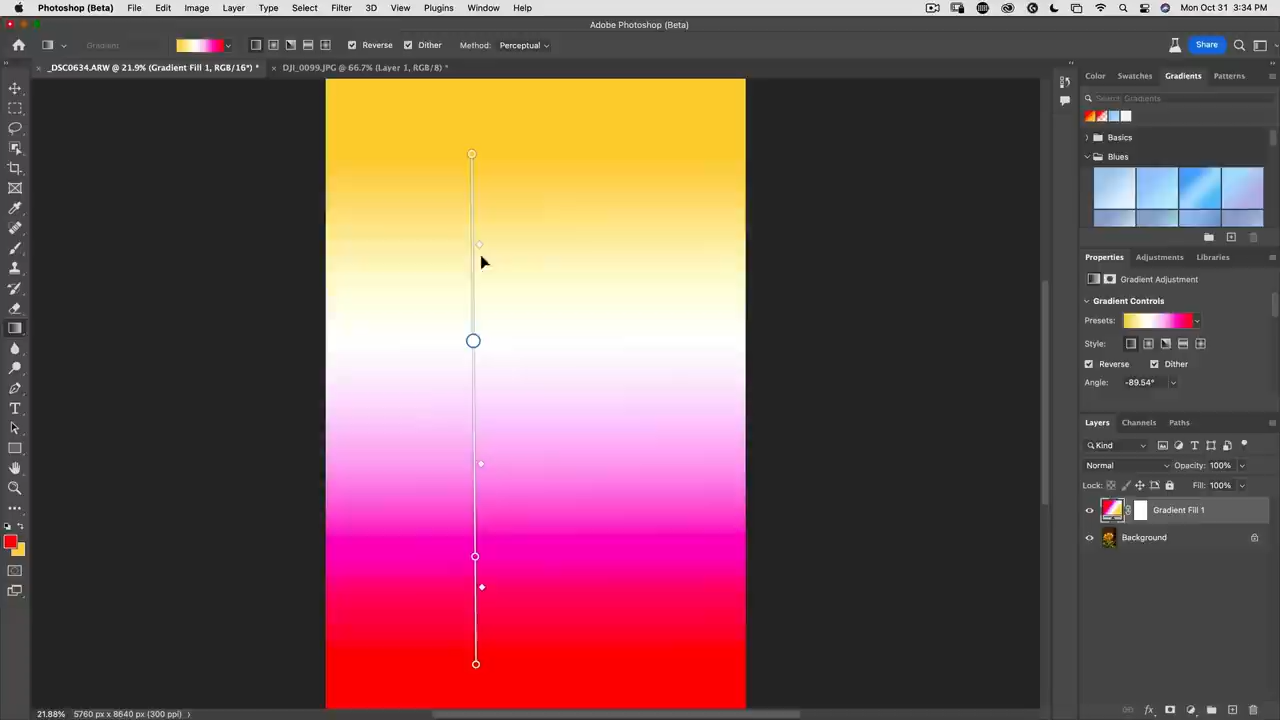 Photoshop (Beta) File Edit Image Layer Type Select Filter 3D View Plugins Window Help Mon Oct 31 3:34 PM
Adobe Photoshop (Beta)
Gradient: Reverse Dither Method: Perceptual Share
_DSC0634.ARW @ 21.9% (Gradient Fill 1, RGB/16*) * DJI_0099.JPG @ 66.7% (Layer 1, RGB/8) *
Color Swatches Gradients Patterns
Search Gradients
Basics
Blues
Properties Adjustments Libraries
Gradient Adjustment
Gradient Controls
Presets:
Style:
Reverse Dither
Angle: -89.54°
Layers Channels Paths
Kind
Normal Opacity: 100%
Lock: Fill: 100%
Gradient Fill 1
Background
21.88% 5760 px x 8640 px (300 ppi)